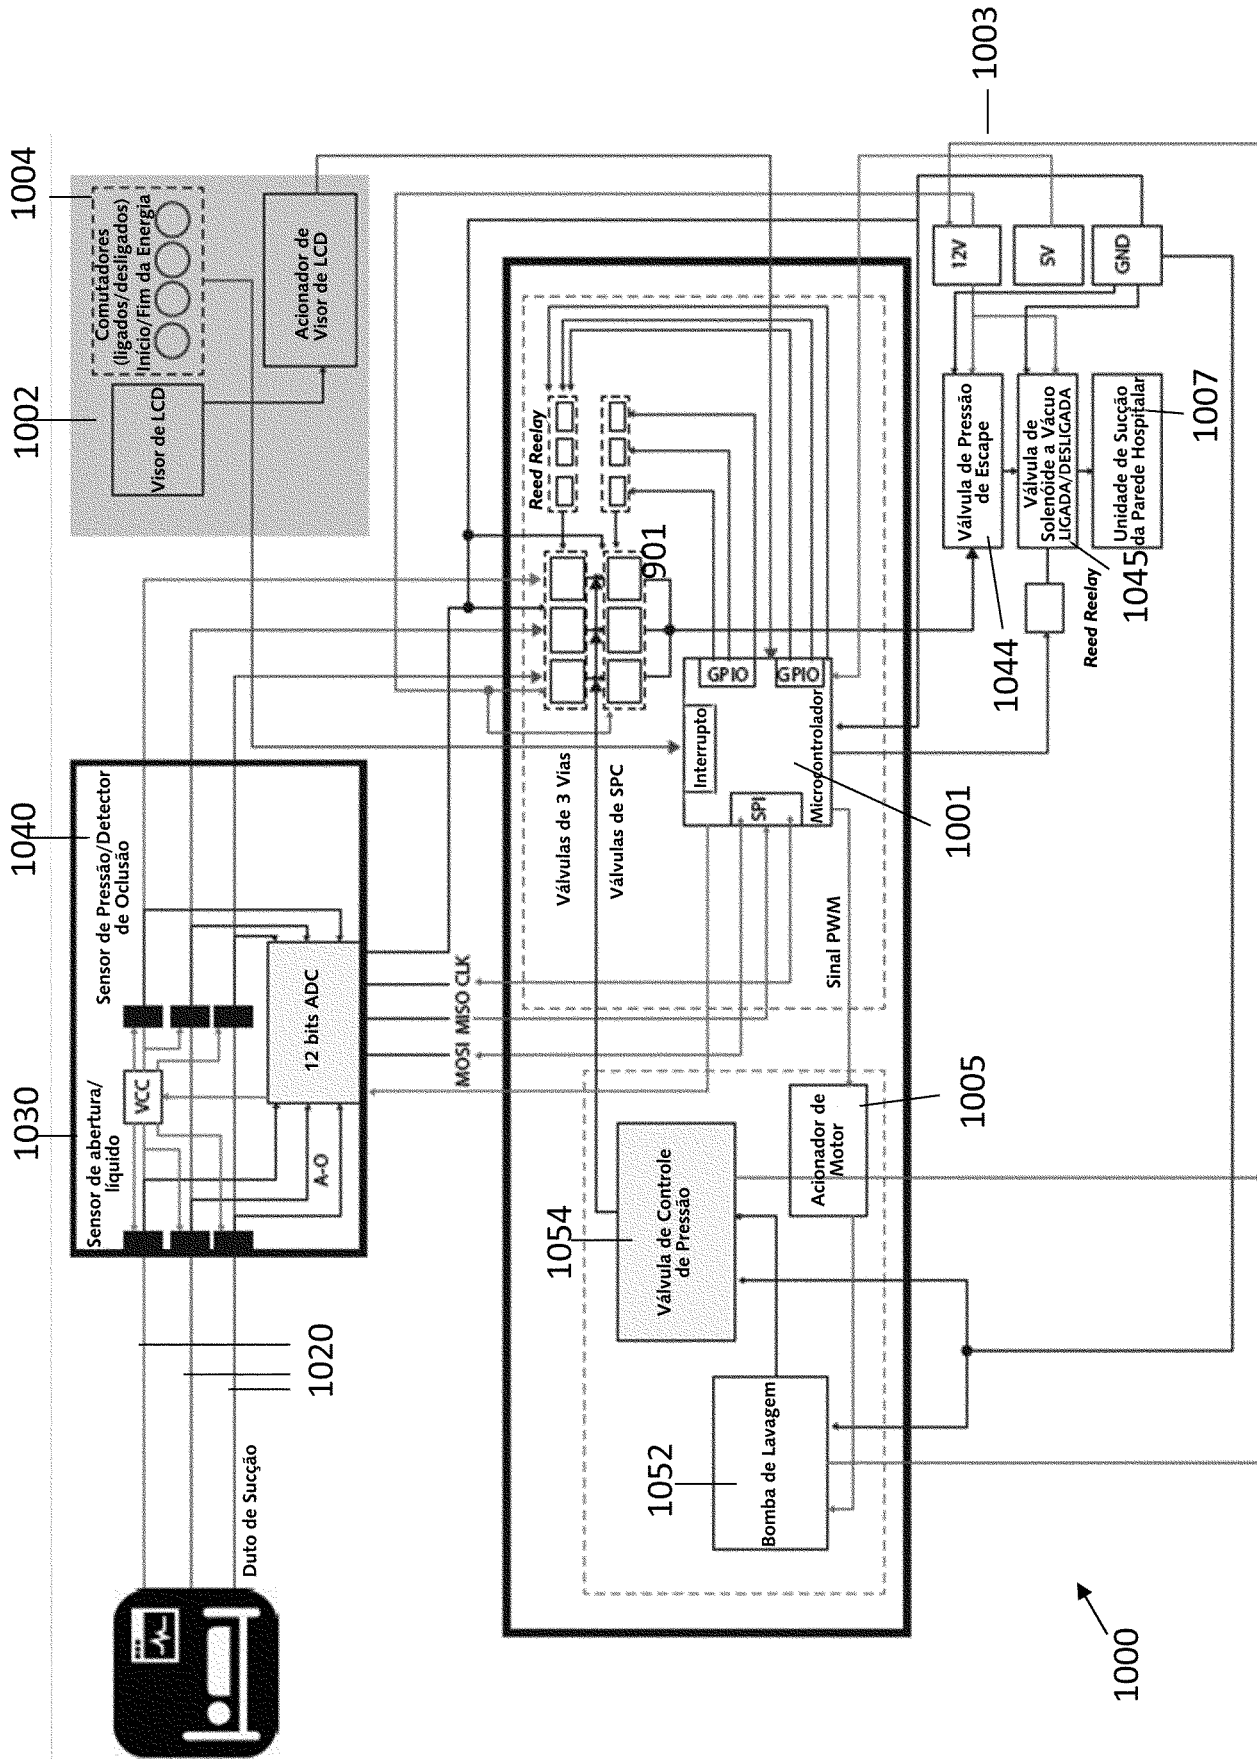 1002
1004
Visor de LCD
Comutadores
(ligados/desligados)
Início/Fim da Energia
Acionador de
Visor de LCD
1003
1030
1040
Sensor de abertura/
líquido
Sensor de Pressão/Detector
de Oclusão
VCC
A-O
12 bits ADC
1020
Duto de Sucção
MOSI MISO CLK
Reed Reelay
901
Válvulas de 3 Vias
Válvulas de SPC
Interrupto
GPIO
GPIO
SPI
Microcontrolador
1001
Sinal PWM
1054
Válvula de Controle
de Pressão
1005
Acionador de
Motor
1052
Bomba de Lavagem
12V
5V
GND
Válvula de Pressão
de Escape
Válvula de
Solenóide a Vácuo
LIGADA/DESLIGADA
Unidade de Sucção
da Parede Hospitalar
1007
1044
1045
Reed Reelay
1000